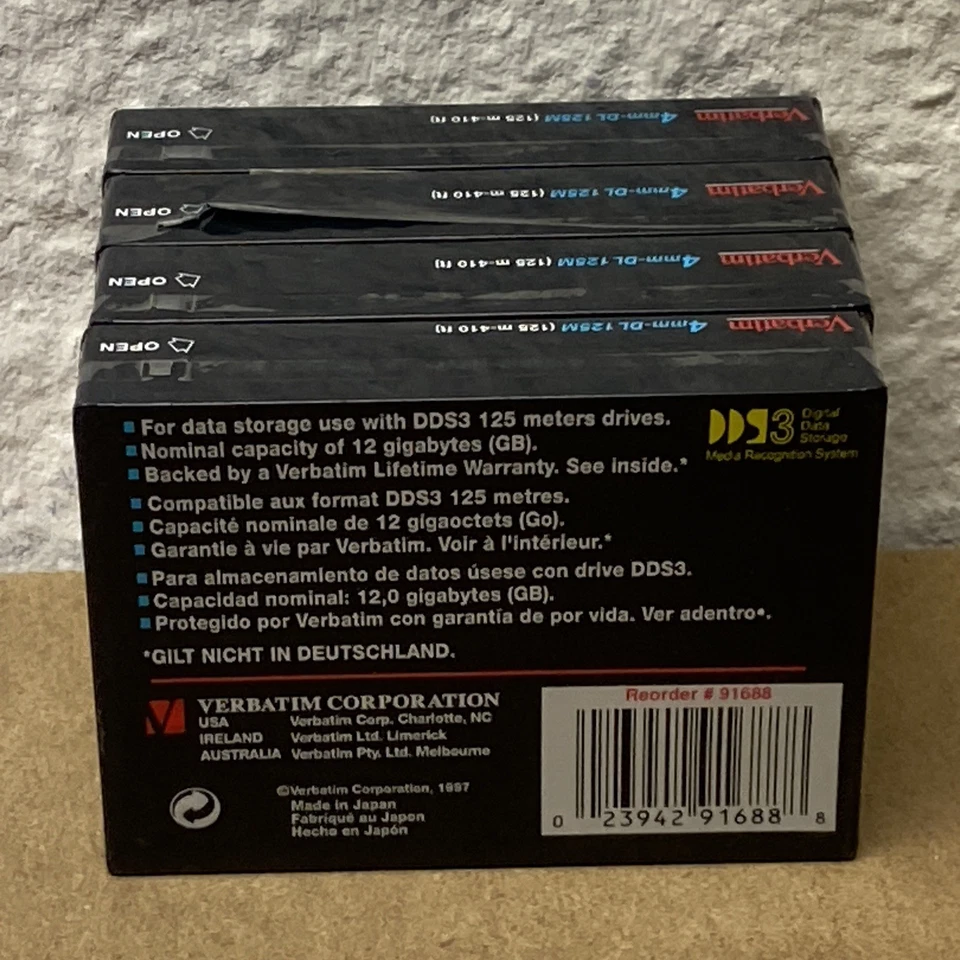 OPEN 4mm-DL 125M (125 m-410 ft) Verbatim
OPEN 4mm-DL 125M (125 m-410 ft) Verbatim
OPEN 4mm-DL 125M (125 m-410 ft) Verbatim
OPEN 4mm-DL 125M (125 m-410 ft) Verbatim
For data storage use with DDS3 125 meters drives.
Nominal capacity of 12 gigabytes (GB).
Backed by a Verbatim Lifetime Warranty. See inside.*
DDS3
Digital
Data
Storage
Media Recognition System
Compatible aux format DDS3 125 metres.
Capacité nominale de 12 gigaoctets (Go).
Garantie à vie par Verbatim. Voir à l'intérieur.*
Para almacenamiento de datos úsese con drive DDS3.
Capacidad nominal: 12,0 gigabytes (GB).
Protegido por Verbatim con garantía de por vida. Ver adentro*.
*GILT NICHT IN DEUTSCHLAND.
VERBATIM CORPORATION
USA Verbatim Corp. Charlotte, NC
IRELAND Verbatim Ltd. Limerick
AUSTRALIA Verbatim Pty. Ltd. Melbourne
©Verbatim Corporation, 1997
Made in Japan
Fabriqué au Japon
Hecho en Japón
Reorder # 91688
0 23942 91688 8